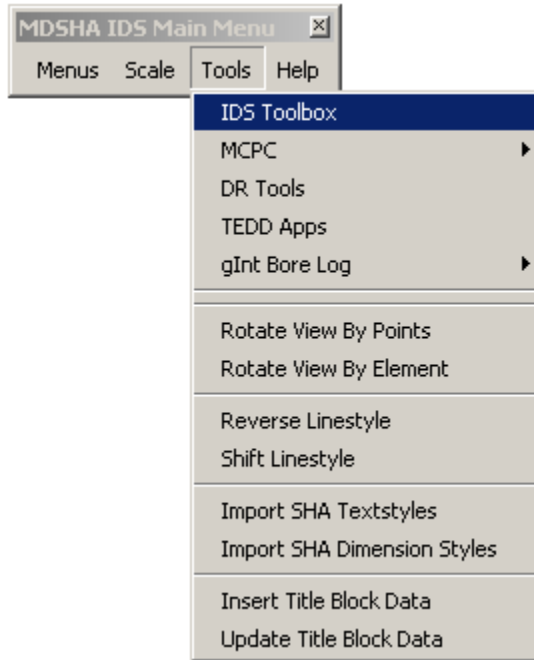 MDSHA IDS Main Menu
Menus Scale Tools Help
IDS Toolbox
MCPC
DR Tools
TEDD Apps
gInt Bore Log
Rotate View By Points
Rotate View By Element
Reverse Linestyle
Shift Linestyle
Import SHA Textstyles
Import SHA Dimension Styles
Insert Title Block Data
Update Title Block Data